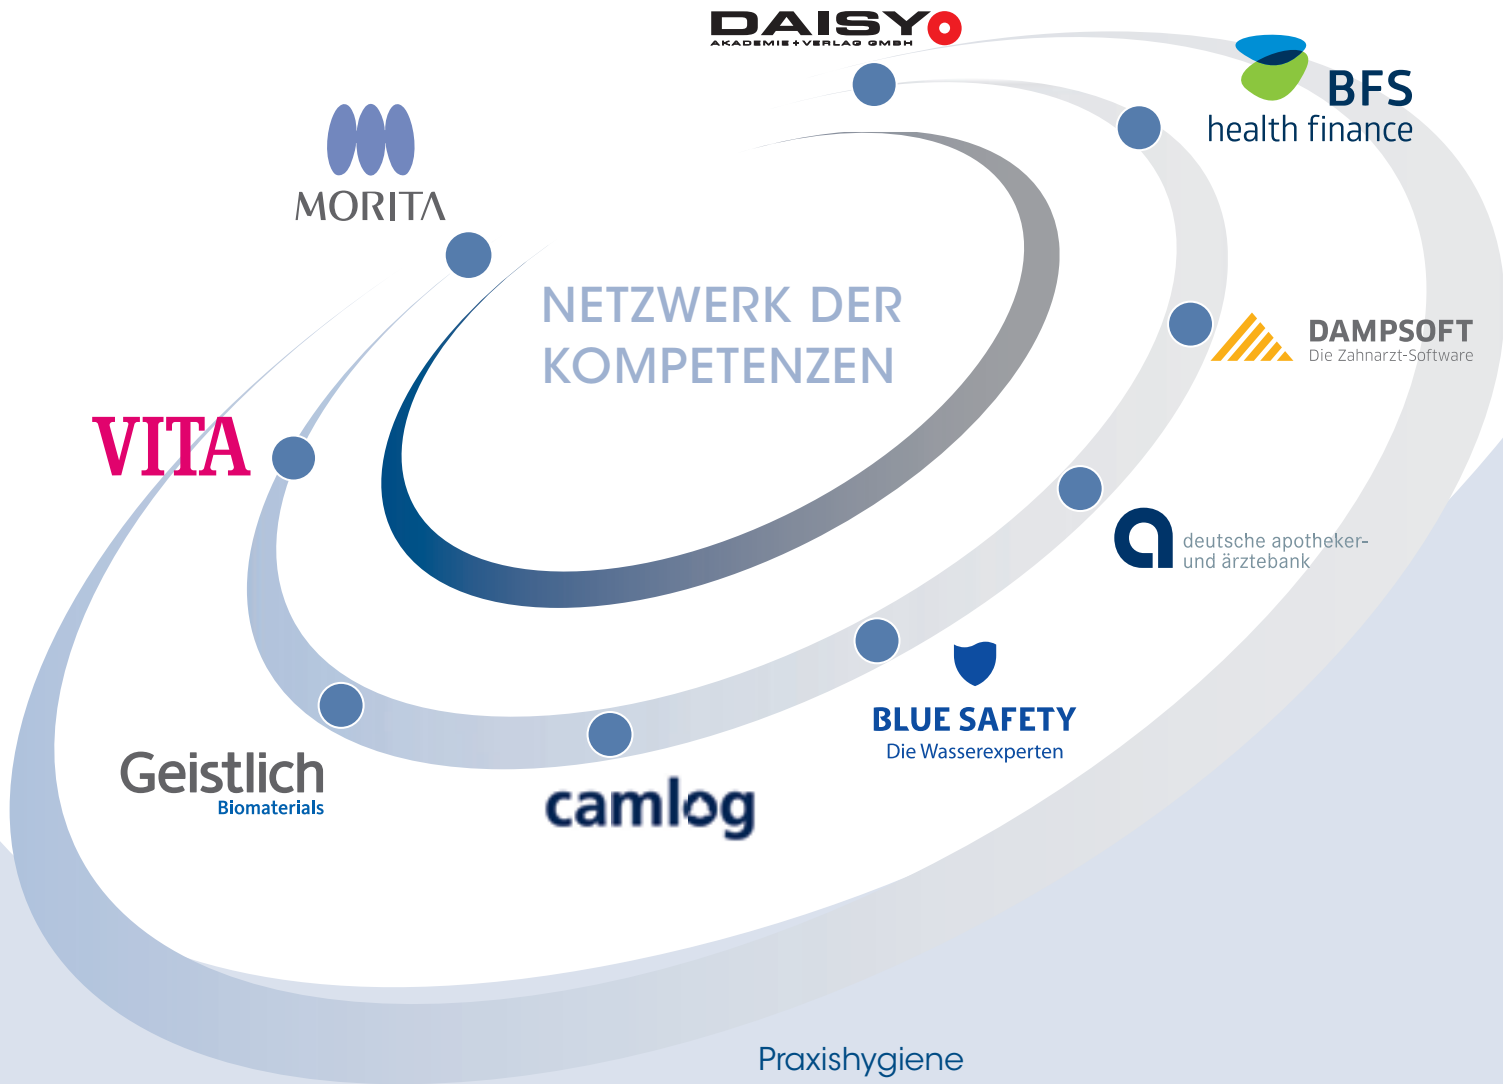 DAISY
AKADEMIE+VERLAG GMBH
BFS
health finance
MORITA
NETZWERK DER
KOMPETENZEN
DAMPSOFT
Die Zahnarzt-Software
VITA
deutsche apotheker-
und ärztebank
BLUE SAFETY
Die Wasserexperten
Geistlich
Biomaterials
camlog
Praxishygiene